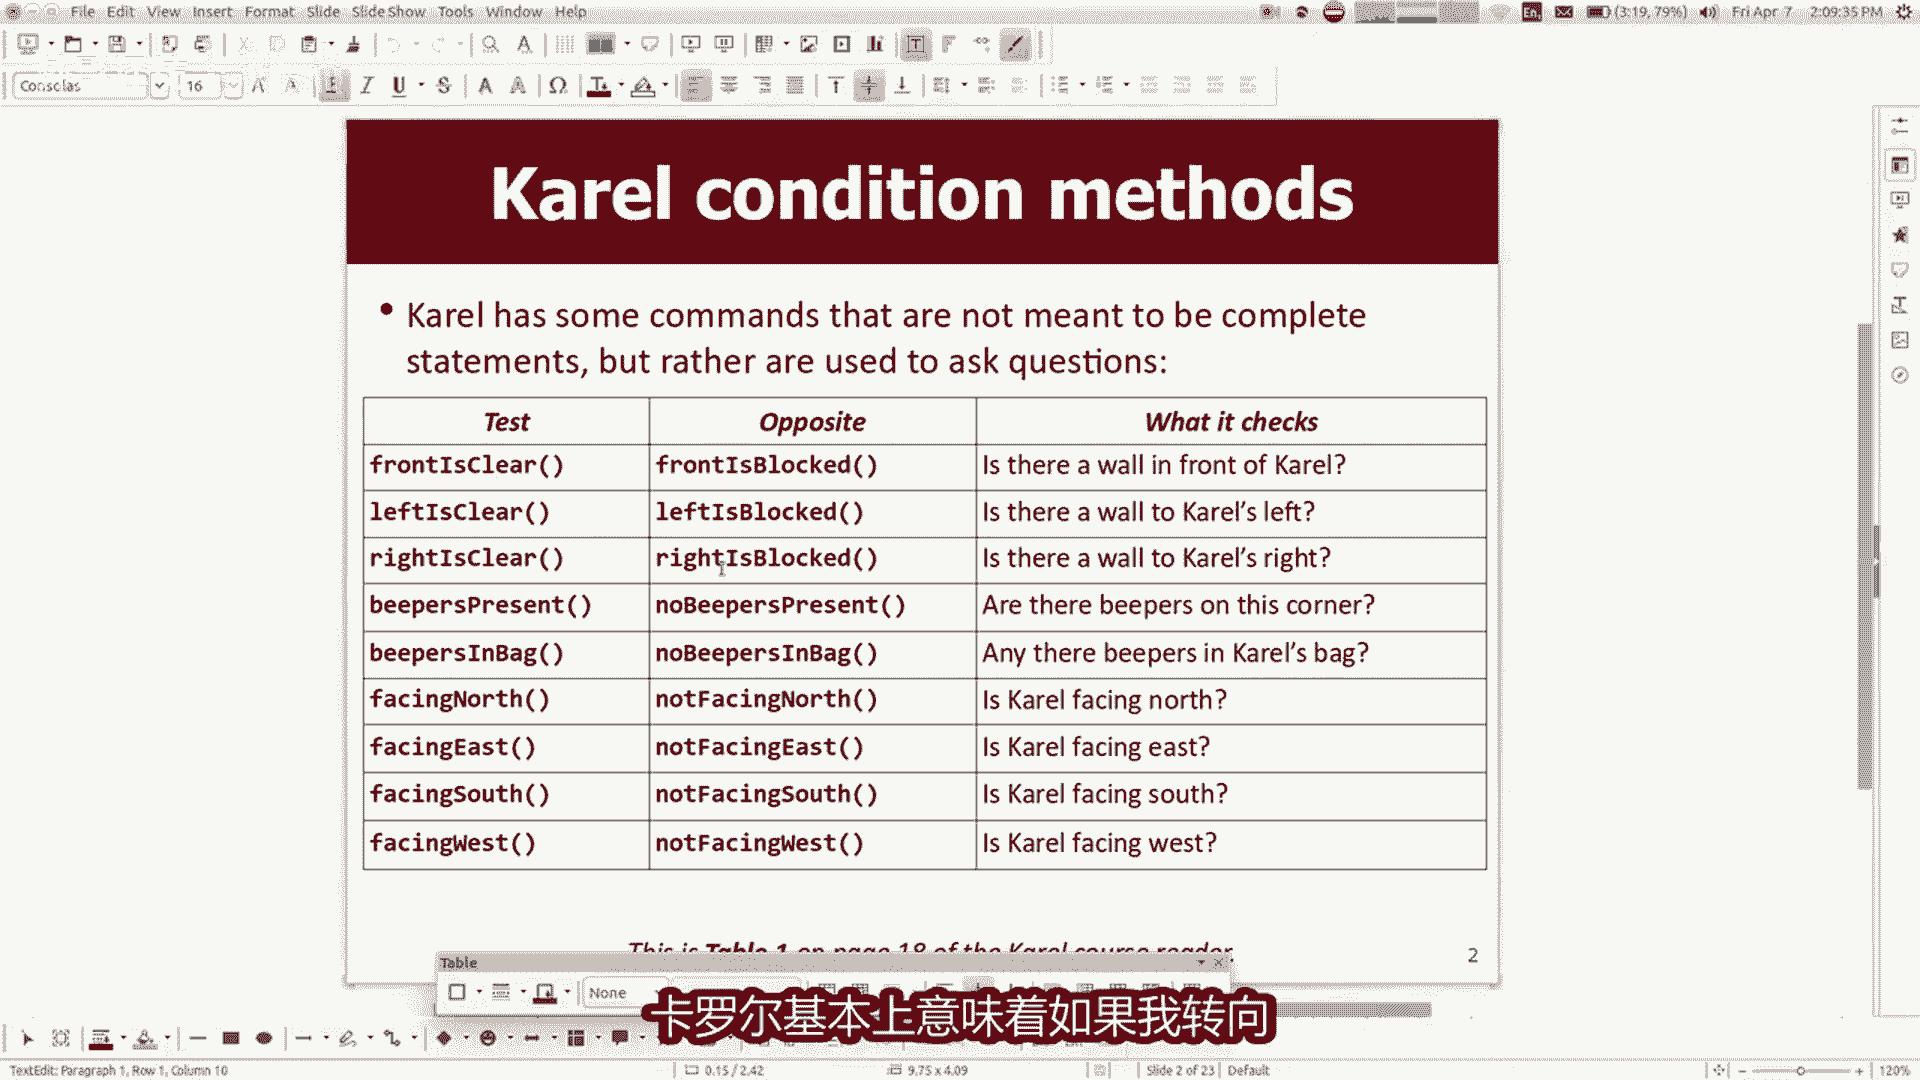 File Edit View Insert Format Slide Slide Show Tools Window Help
En
(3:19, 79%)
Fri Apr 7 2:09:35 PM
Consolas
16
Karel condition methods
• Karel has some commands that are not meant to be complete
statements, but rather are used to ask questions:
Test Opposite What it checks
frontIsClear() frontIsBlocked() Is there a wall in front of Karel?
leftIsClear() leftIsBlocked() Is there a wall to Karel's left?
rightIsClear() rightIsBlocked() Is there a wall to Karel's right?
beepersPresent() noBeepersPresent() Are there beepers on this corner?
beepersInBag() noBeepersInBag() Any there beepers in Karel's bag?
facingNorth() notFacingNorth() Is Karel facing north?
facingEast() notFacingEast() Is Karel facing east?
facingSouth() notFacingSouth() Is Karel facing south?
facingWest() notFacingWest() Is Karel facing west?
This is Table 1 on page 18 of the Karel course reader.
2
Table
None
卡罗尔基本上意味着如果我转向
TextEdit: Paragraph 1, Row 1, Column 10
0.15 / 2.42
9.75 x 4.09
Slide 2 of 23
Default
120%